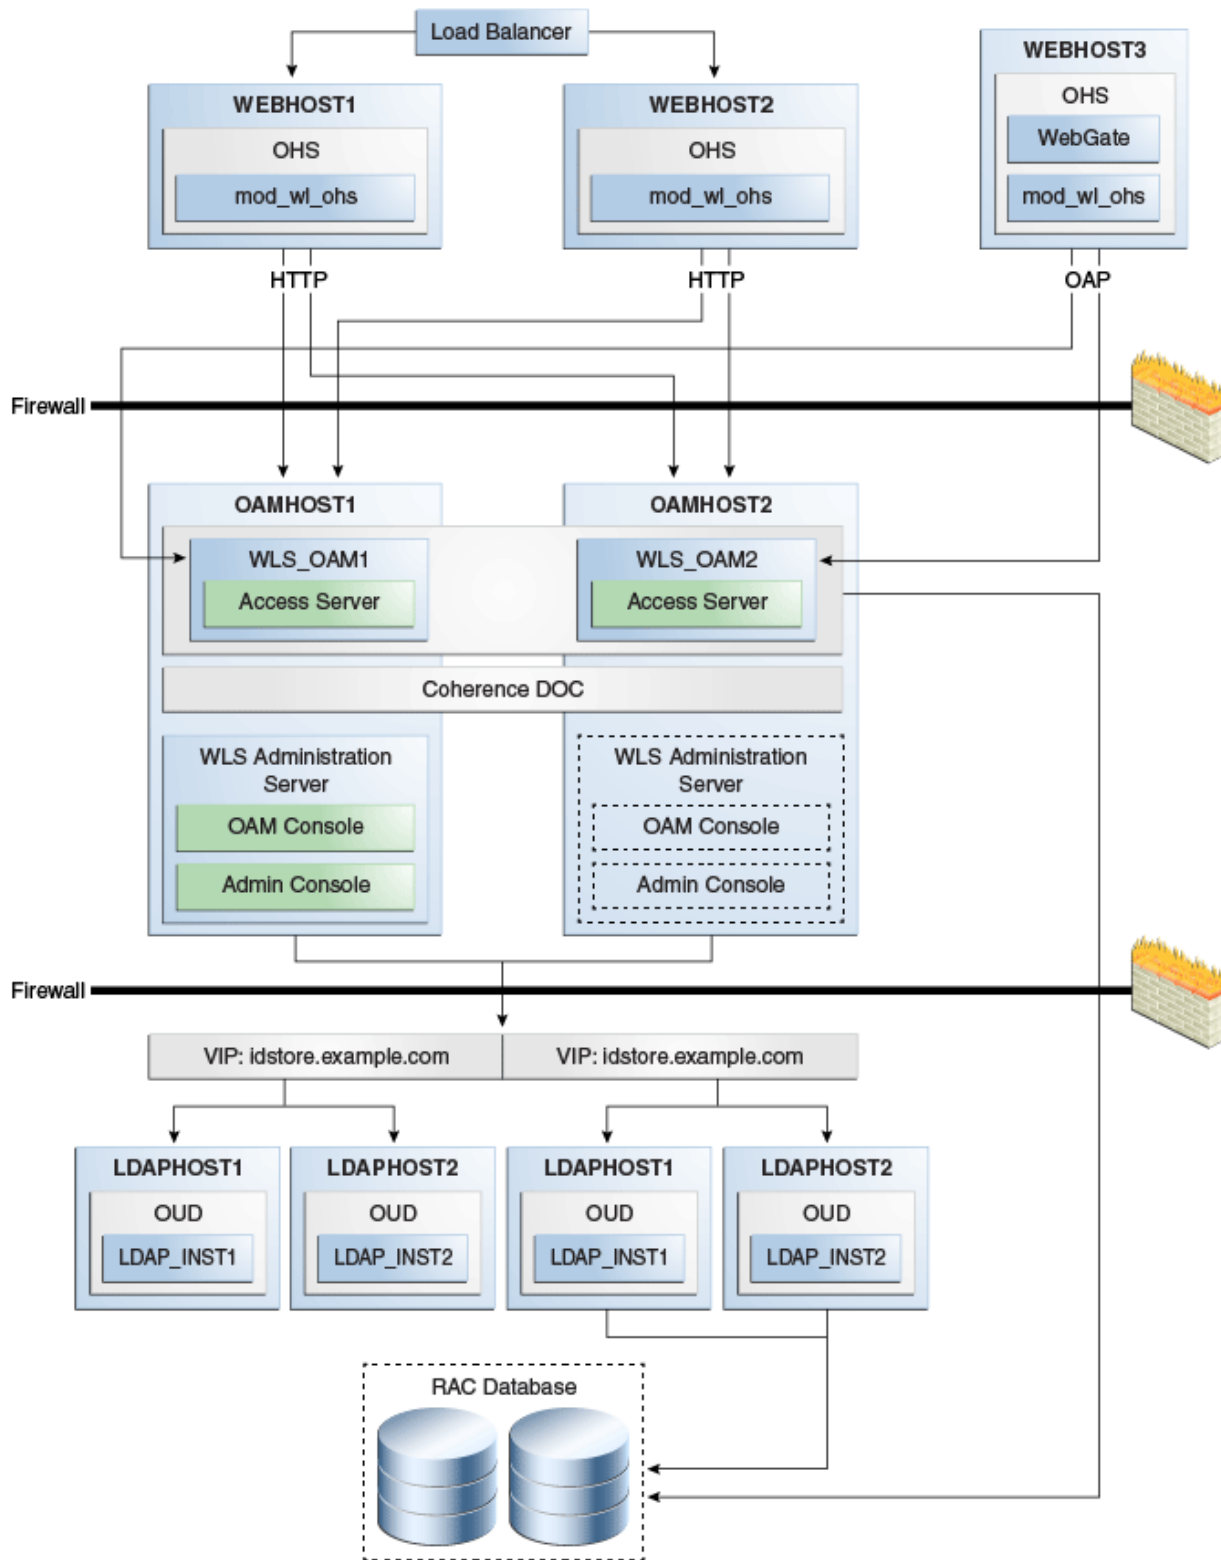 Load Balancer
WEBHOST1
OHS
mod_wl_ohs
WEBHOST2
OHS
mod_wl_ohs
WEBHOST3
OHS
WebGate
mod_wl_ohs
HTTP
HTTP
OAP
Firewall
OAMHOST1
WLS_OAM1
Access Server
OAMHOST2
WLS_OAM2
Access Server
Coherence DOC
WLS Administration
Server
OAM Console
Admin Console
WLS Administration
Server
OAM Console
Admin Console
Firewall
VIP: idstore.example.com
VIP: idstore.example.com
LDAPHOST1
OUD
LDAP_INST1
LDAPHOST2
OUD
LDAP_INST2
LDAPHOST1
OUD
LDAP_INST1
LDAPHOST2
OUD
LDAP_INST2
RAC Database